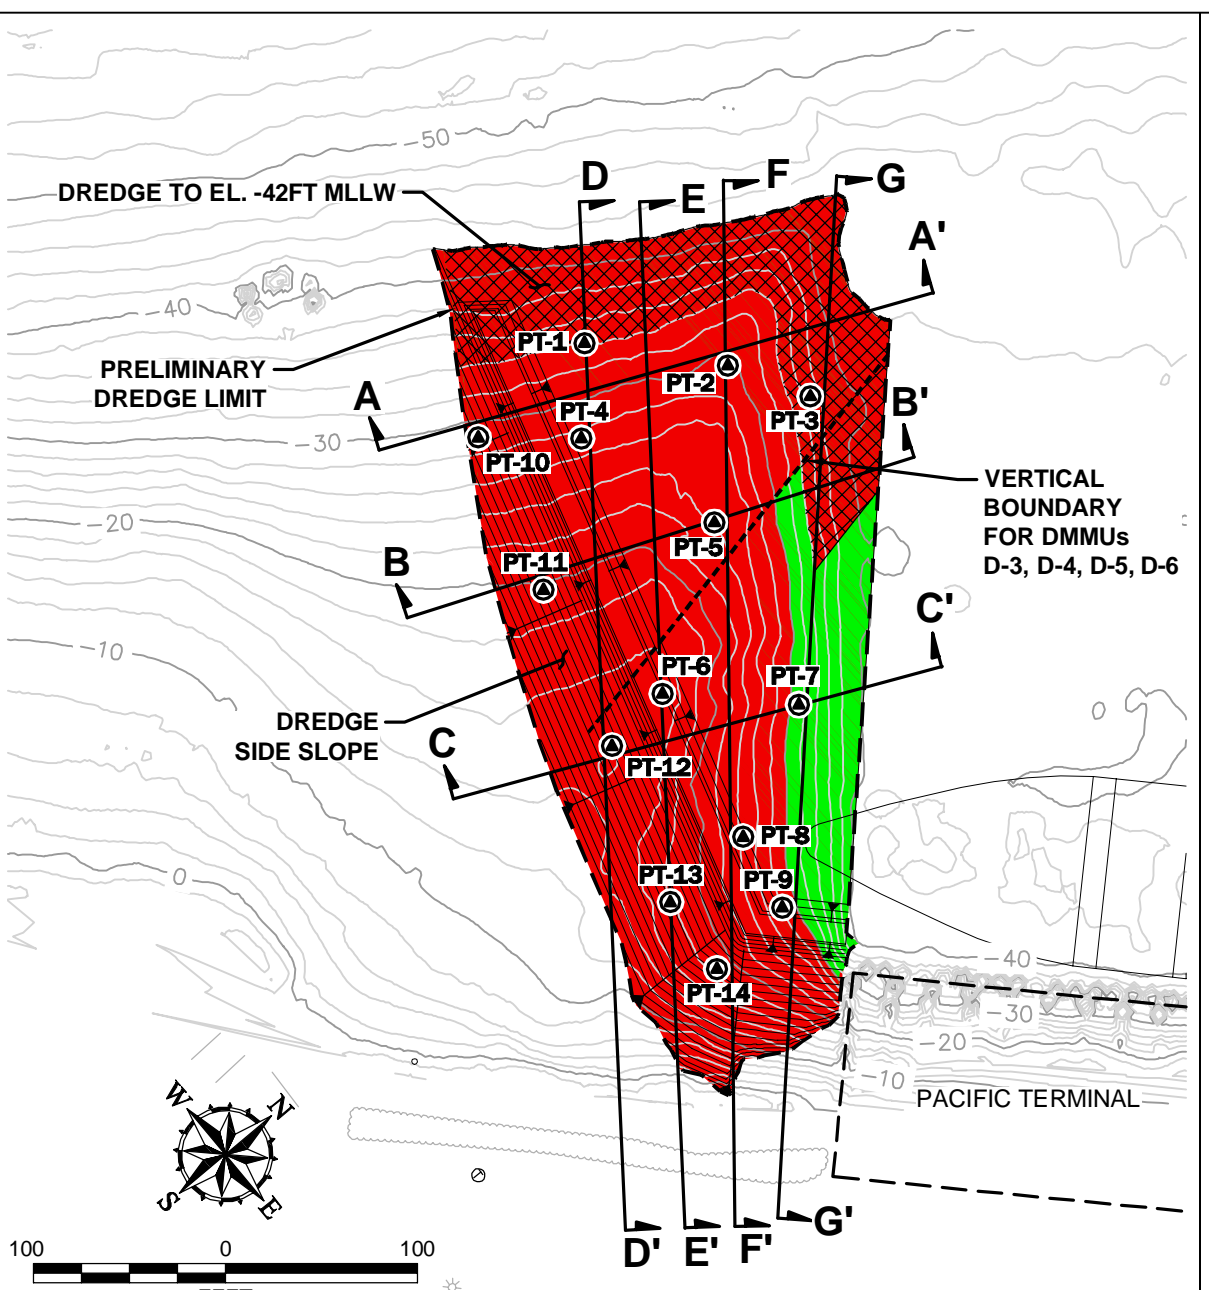 -50
D
F
G
DREDGE TO EL. -42FT MLLW
E
A'
-40
PT-1
PRELIMINARY
DREDGE LIMIT
PT-2
PT-3
A
B'
PT-4
-30
PT-10
VERTICAL
BOUNDARY
FOR DMMUs
D-3, D-4, D-5, D-6
-20
PT-5
B
PT-11
C'
-10
PT-6
PT-7
DREDGE
SIDE SLOPE
C
PT-12
0
PT-8
PT-13
PT-9
-40
PT-14
-30
-20
-10
PACIFIC TERMINAL
W
N
S
E
G'
D'
E'
F'
100 0 100